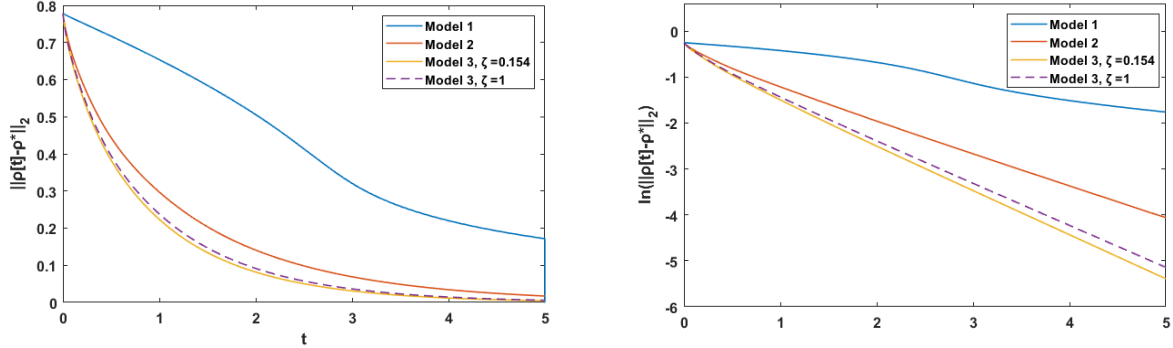 0.8
0.7
0.6
0.5
0.4
0.3
0.2
0.1
0
||ρ[t]-ρ*||₂
0
1
2
3
4
5
t
Model 1
Model 2
Model 3, ζ=0.154
Model 3, ζ=1
0
-1
-2
-3
-4
-5
-6
ln(||ρ[t]-ρ*||₂)
0
1
2
3
4
5
Model 1
Model 2
Model 3, ζ=0.154
Model 3, ζ=1